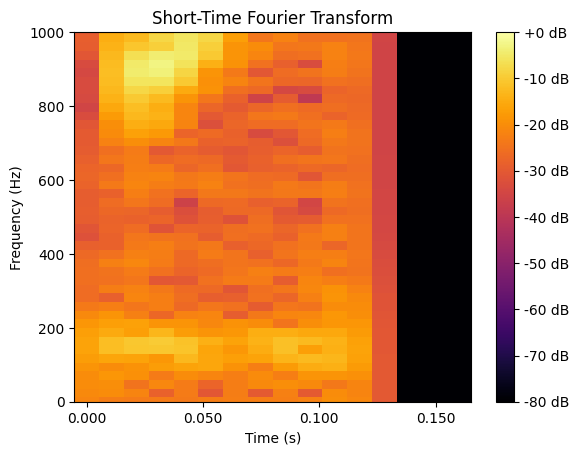 Short-Time Fourier Transform
Frequency (Hz)
1000
800
600
400
200
0
0.000
0.050
0.100
0.150
Time (s)
+0 dB
-10 dB
-20 dB
-30 dB
-40 dB
-50 dB
-60 dB
-70 dB
-80 dB